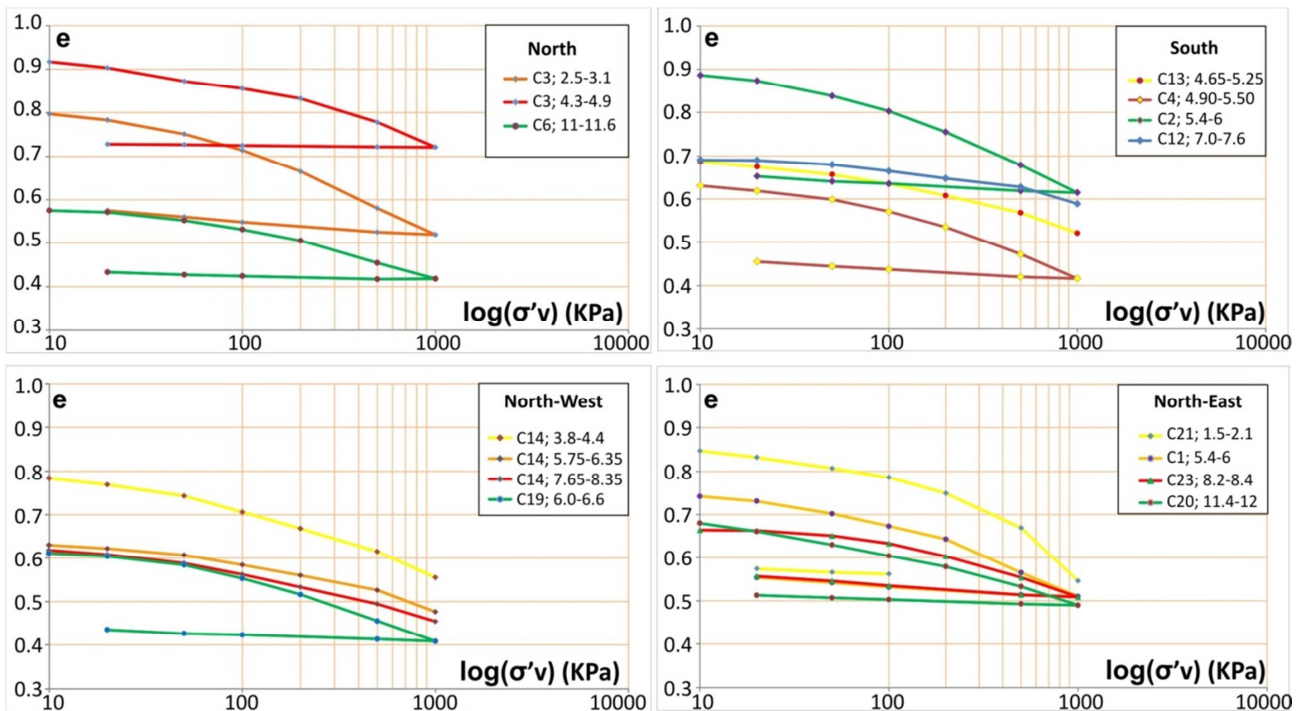 e
North
C3; 2.5-3.1
C3; 4.3-4.9
C6; 11-11.6
1.0
0.9
0.8
0.7
0.6
0.5
0.4
0.3
log(σ'v) (KPa)
10 100 1000 10000
e
South
C13; 4.65-5.25
C4; 4.90-5.50
C2; 5.4-6
C12; 7.0-7.6
1.0
0.9
0.8
0.7
0.6
0.5
0.4
0.3
log(σ'v) (KPa)
10 100 1000 10000
e
North-West
C14; 3.8-4.4
C14; 5.75-6.35
C14; 7.65-8.35
C19; 6.0-6.6
1.0
0.9
0.8
0.7
0.6
0.5
0.4
0.3
log(σ'v) (KPa)
10 100 1000 10000
e
North-East
C21; 1.5-2.1
C1; 5.4-6
C23; 8.2-8.4
C20; 11.4-12
1.0
0.9
0.8
0.7
0.6
0.5
0.4
0.3
log(σ'v) (KPa)
10 100 1000 10000